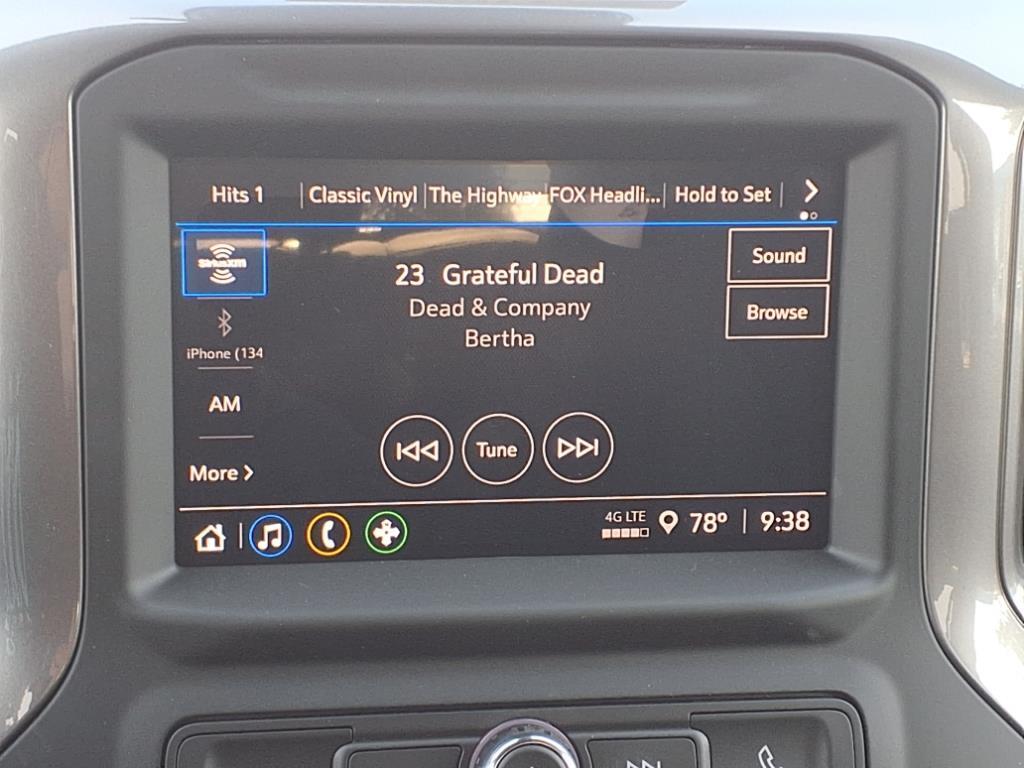 Hits 1 Classic Vinyl The Highway FOX Headli... Hold to Set
SiriusXM
23 Grateful Dead
Sound
Dead & Company
Browse
Bertha
iPhone (134
AM
Tune
More
4G LTE
78° 9:38